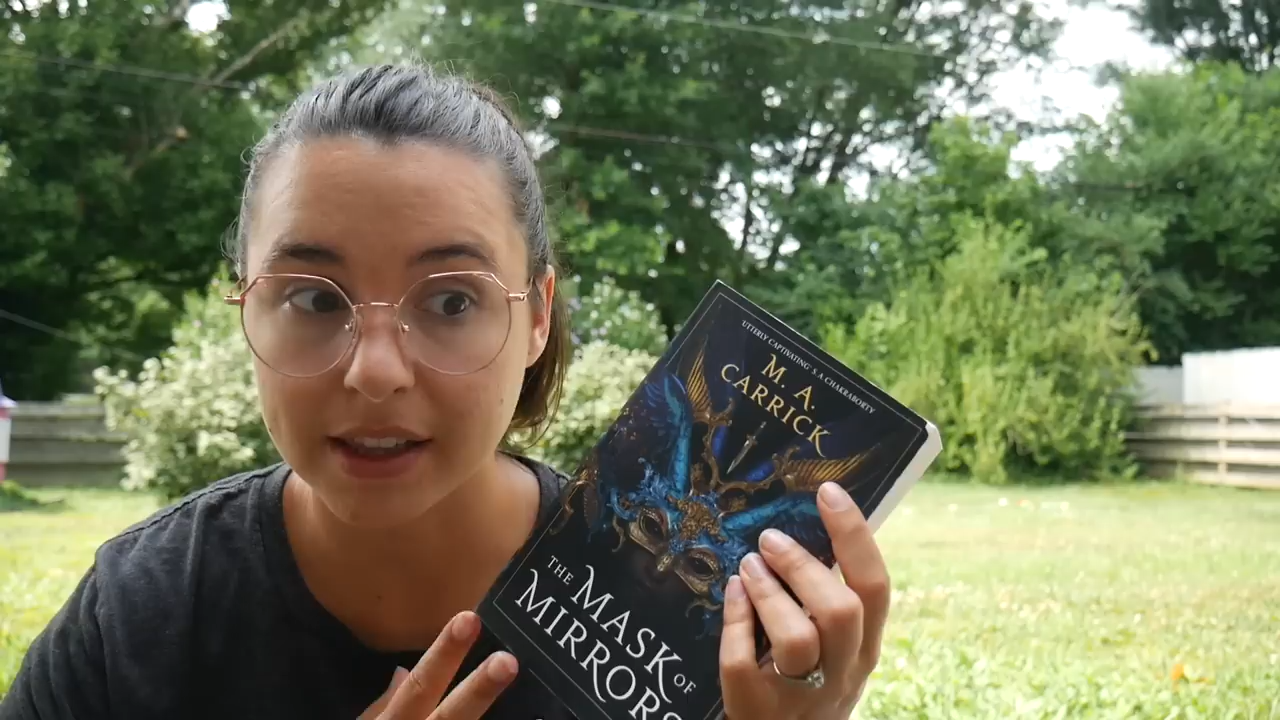 'UTTERLY CAPTIVATING' S. A. CHAKRABORTY
M. A.
CARRICK
THE MASK OF
MIRRORS